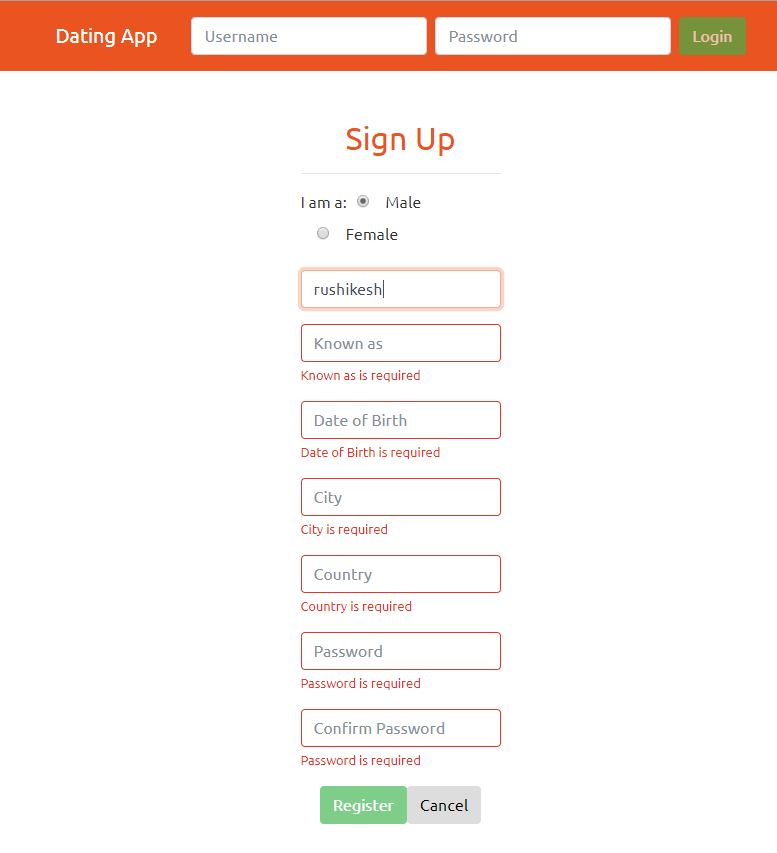 Dating App Username Password Login
Sign Up
I am a: Male
Female
rushikesh
Known as
Known as is required
Date of Birth
Date of Birth is required
City
City is required
Country
Country is required
Password
Password is required
Confirm Password
Password is required
Register Cancel